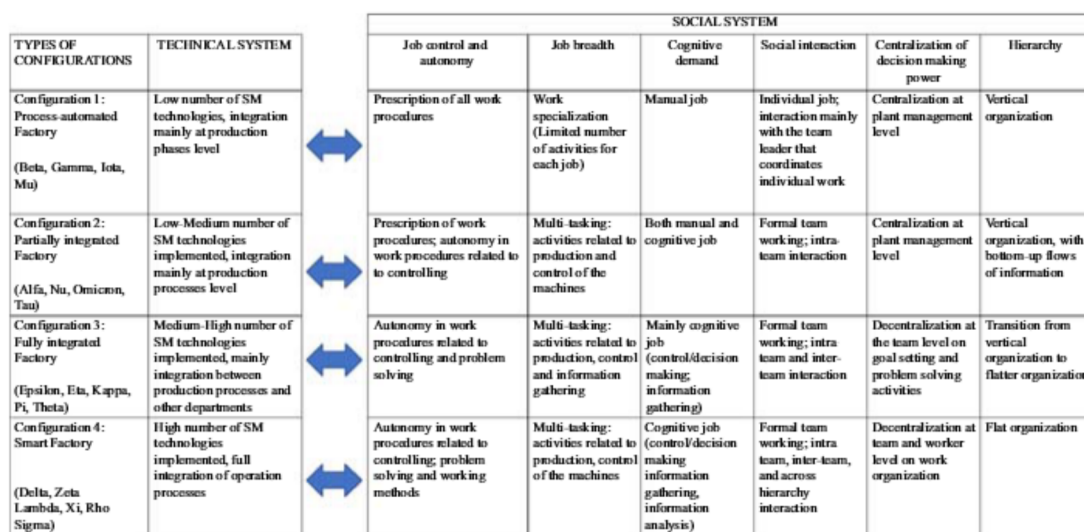 SOCIAL SYSTEM
TYPES OF
CONFIGURATIONS
TECHNICAL SYSTEM
Job control and
autonomy
Job breadth
Cognitive
demand
Social interaction
Centralization of
decision making
power
Hierarchy
Configuration 1:
Process-automated
Factory
(Beta, Gamma, Iota,
Mu)
Low number of SM
technologies, integration
mainly at production
phases level
Prescription of all work
procedures
Work
specialization
(Limited number
of activities for
each job)
Manual job
Individual job;
interaction mainly
with the team
leader that
coordinates
individual work
Centralization at
plant management
level
Vertical
organization
Configuration 2:
Partially integrated
Factory
(Alfa, Nu, Omicron,
Tau)
Low-Medium number of
SM technologies
implemented, integration
mainly at production
processes level
Prescription of work
procedures; autonomy in
work procedures related to
to controlling
Multi-tasking:
activities related to
production and
control of the
machines
Both manual and
cognitive job
Formal team
working; intra-
team interaction
Centralization at
plant management
level
Vertical
organization, with
bottom-up flows
of information
Configuration 3:
Fully integrated
Factory
(Epsilon, Eta, Kappa,
Pi, Theta)
Medium-High number of
SM technologies
implemented, mainly
integration between
production processes and
other departments
Autonomy in work
procedures related to
controlling and problem
solving
Multi-tasking:
activities related to
production, control
and information
gathering
Mainly cognitive
job
(control/decision
making;
information
gathering)
Formal team
working; intra
team and inter-
team interaction
Decentralization at
the team level on
goal setting and
problem solving
activities
Transition from
vertical
organization to
flatter organization
Configuration 4:
Smart Factory
(Delta, Zeta
Lambda, Xi, Rho
Sigma)
High number of SM
technologies
implemented, full
integration of operation
processes
Autonomy in work
procedures related to
controlling; problem
solving and working
methods
Multi-tasking:
activities related to
production, control
of the machines
Cognitive job
(control/decision
making
information
gathering,
information
analysis)
Formal team
working; intra
team, inter-team,
and across
hierarchy
interaction
Decentralization at
team and worker
level on work
organization
Flat organization